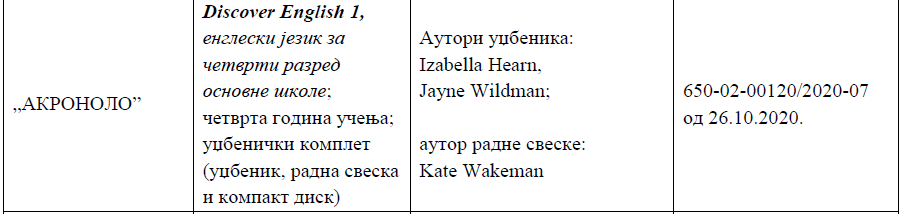 „АКРОНОЛО”
Discover English 1,
енглески језик за
четврти разред
основне школе;
четврта година учења;
уџбенички комплет
(уџбеник, радна свеска
и компакт диск)
Аутори уџбеника:
Izabella Hearn,
Jayne Wildman;
аутор радне свеске:
Kate Wakeman
650-02-00120/2020-07
од 26.10.2020.